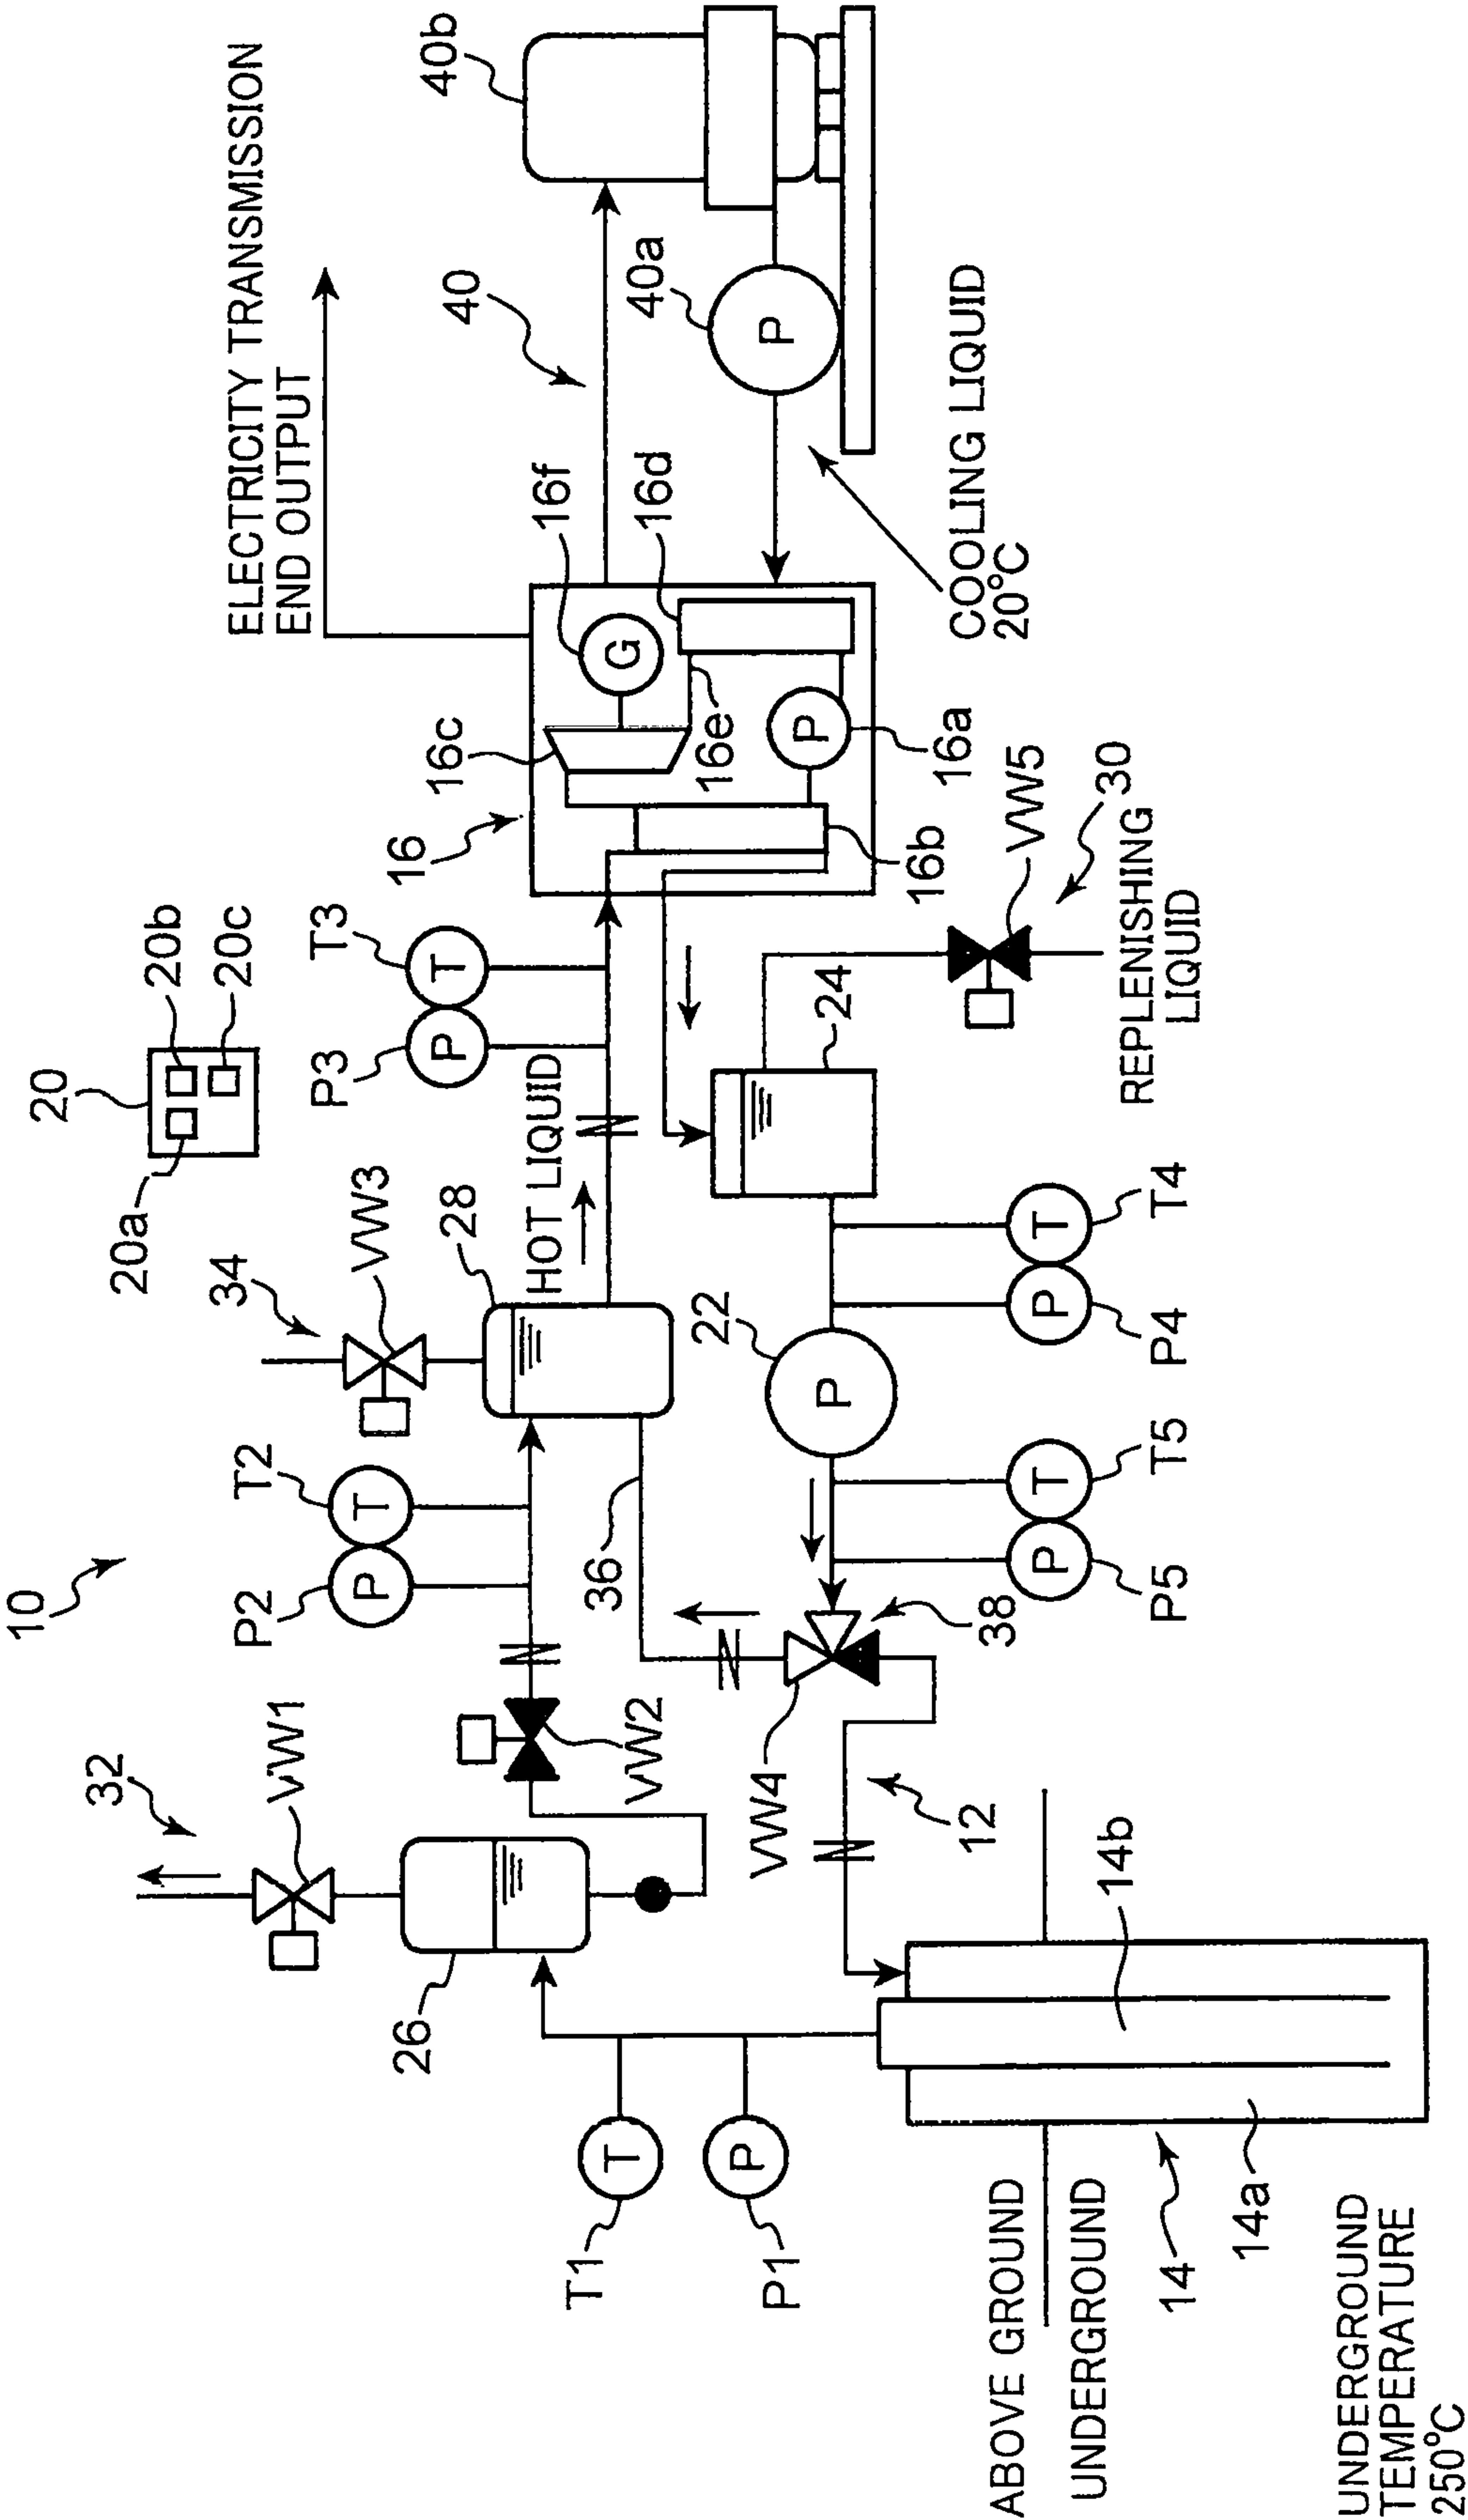 10
20
20a
20b
20c
ELECTRICITY TRANSMISSION
END OUTPUT
32
VW1
P2
T2
34
VW3
P3
T3
16
16c
16f
40
40b
26
VW2
36
28
HOT LIQUID
G
16d
40a
P
T
P
T
P
T1
T
P1
P
VW4
38
22
P
24
16b
16e
P
16a
P
12
P5
T5
P
T
P4
T4
P
T
REPLENISHING
LIQUID
30
VW5
COOLING LIQUID
20°C
ABOVE GROUND
UNDERGROUND
14
14a
14b
UNDERGROUND
TEMPERATURE
250°C